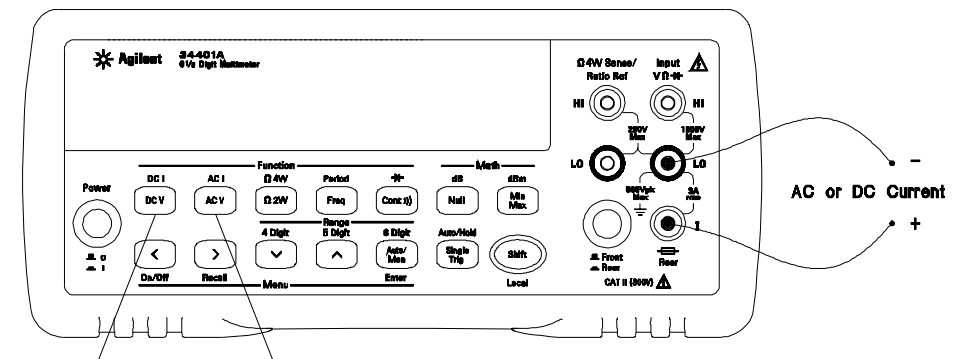 Agilent
34401A
6½ Digit Multimeter
Ω 4W Sense/
Ratio Ref
Input
V Ω
HI
HI
200V
Max
1000V
Max
LO
LO
500Vpk
Max
3A
rms
I
Rear
Front
Rear
CAT II (300V)
Function
Math
DC I
AC I
Ω 4W
Period
dB
dBm
Power
DC V
AC V
Ω 2W
Freq
Cont
Null
Min
Max
Range
4 Digit
5 Digit
6 Digit
Auto/Hold
<
>
Auto/
Man
Single
Trig
Shift
On/Off
Recall
Enter
Local
Menu
-
AC or DC Current
+